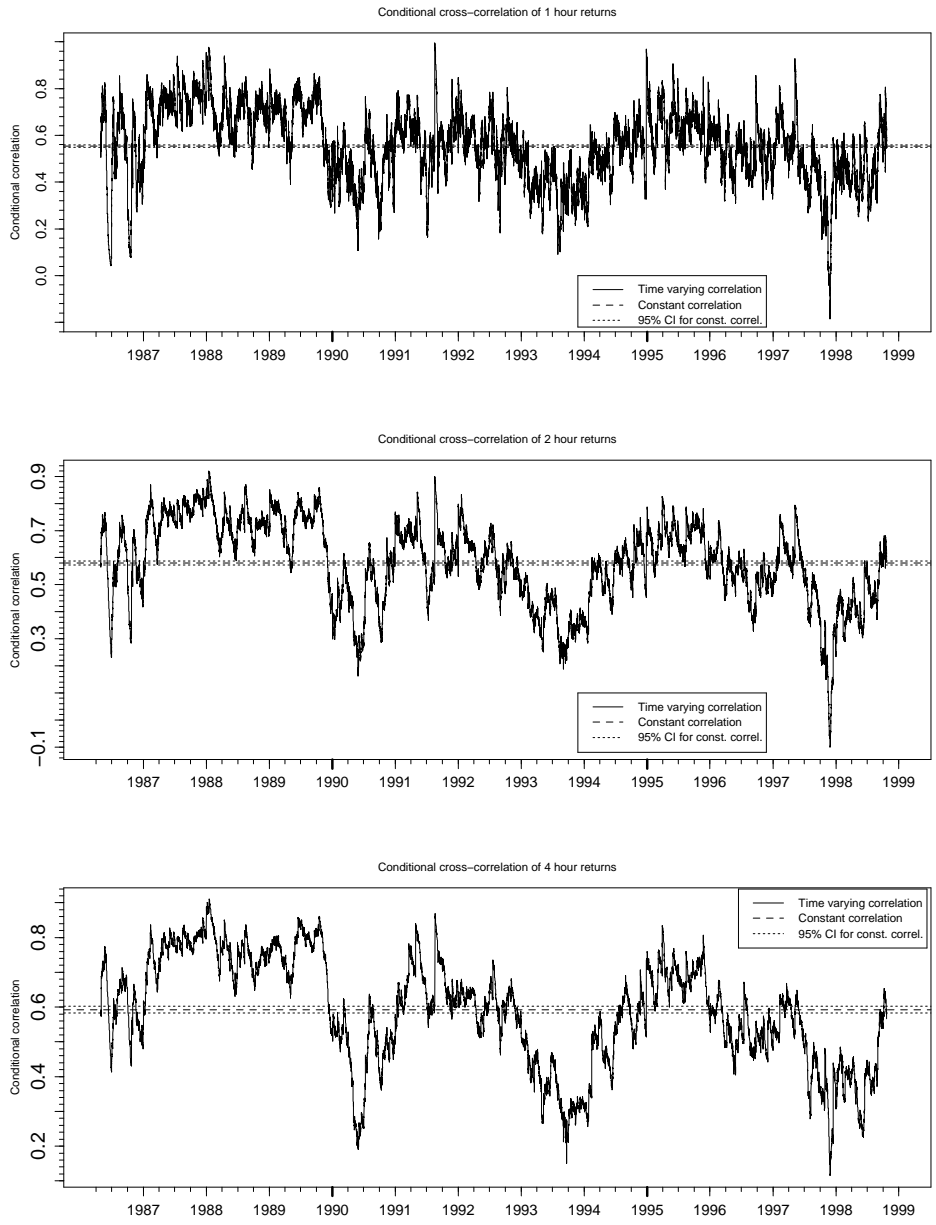 Conditional cross−correlation of 1 hour returns
Conditional correlation
0.8
0.6
0.4
0.2
0.0
Time varying correlation
Constant correlation
95% CI for const. correl.
1987 1988 1989 1990 1991 1992 1993 1994 1995 1996 1997 1998 1999
Conditional cross−correlation of 2 hour returns
Conditional correlation
0.9
0.7
0.5
0.3
−0.1
Time varying correlation
Constant correlation
95% CI for const. correl.
1987 1988 1989 1990 1991 1992 1993 1994 1995 1996 1997 1998 1999
Conditional cross−correlation of 4 hour returns
Conditional correlation
0.8
0.6
0.4
0.2
Time varying correlation
Constant correlation
95% CI for const. correl.
1987 1988 1989 1990 1991 1992 1993 1994 1995 1996 1997 1998 1999